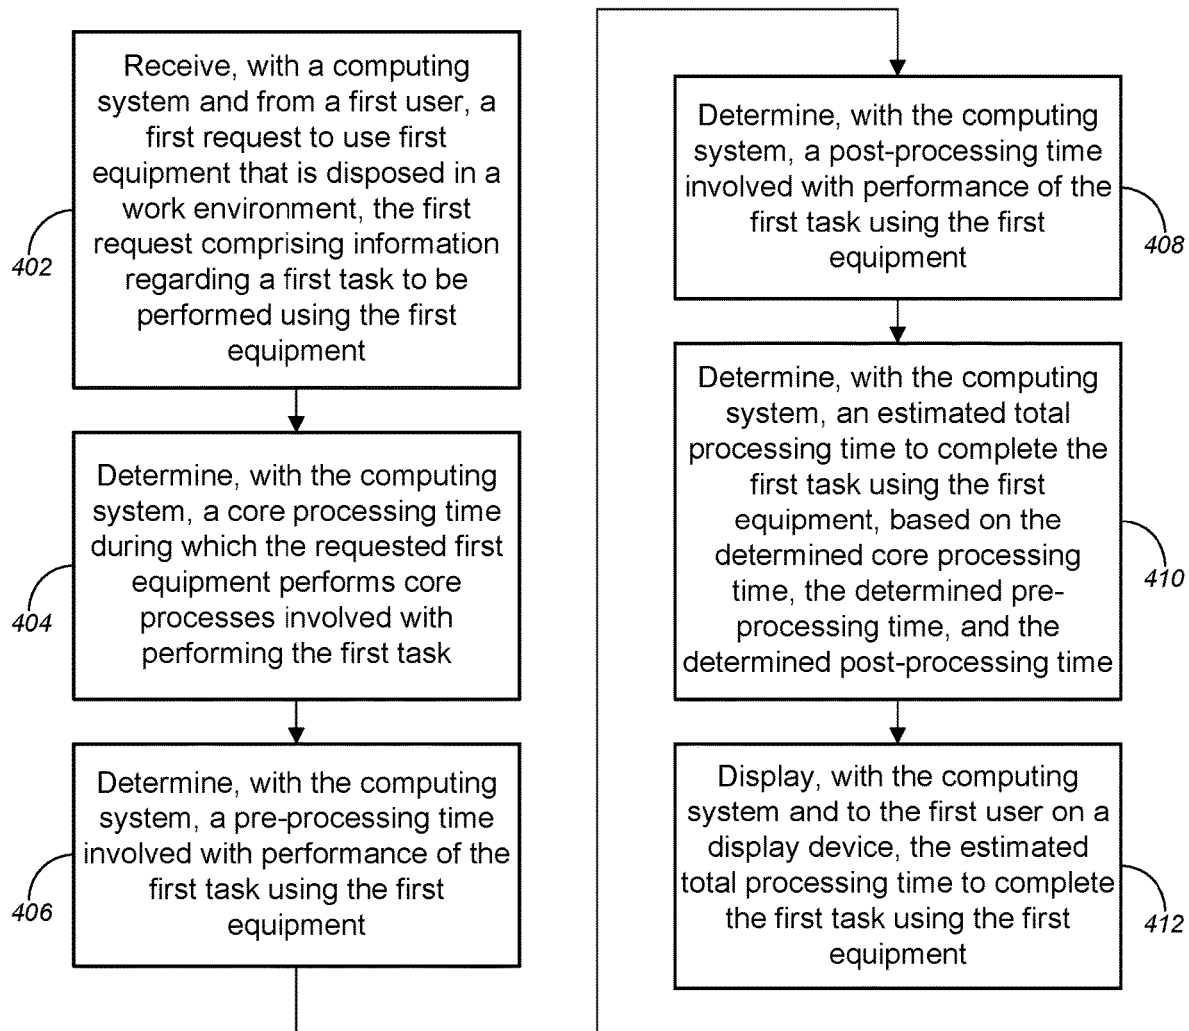 Receive, with a computing
system and from a first user, a
first request to use first
equipment that is disposed in a
work environment, the first
request comprising information
regarding a first task to be
performed using the first
equipment
402
Determine, with the computing
system, a core processing time
during which the requested first
equipment performs core
processes involved with
performing the first task
404
Determine, with the computing
system, a pre-processing time
involved with performance of the
first task using the first
equipment
406
Determine, with the computing
system, a post-processing time
involved with performance of the
first task using the first
equipment
408
Determine, with the computing
system, an estimated total
processing time to complete the
first task using the first
equipment, based on the
determined core processing
time, the determined pre-
processing time, and the
determined post-processing time
410
Display, with the computing
system and to the first user on a
display device, the estimated
total processing time to complete
the first task using the first
equipment
412